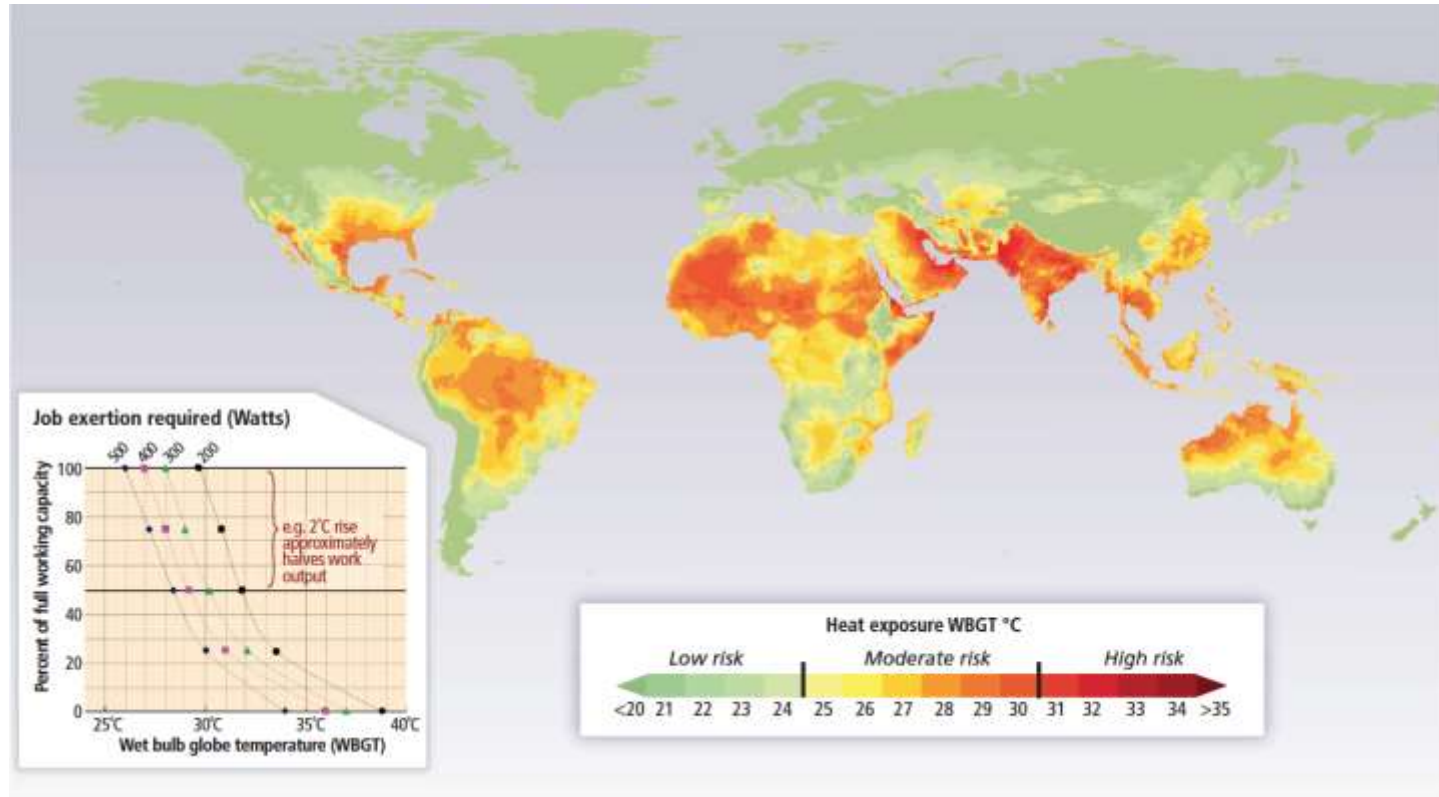 Job exertion required (Watts)
500 400 300 200
Percent of full working capacity
100
80
60
40
20
0
e.g. 2˚C rise
approximately
halves work
output
25˚C 30˚C 35˚C 40˚C
Wet bulb globe temperature (WBGT)
Heat exposure WBGT °C
Low risk Moderate risk High risk
<20 21 22 23 24 25 26 27 28 29 30 31 32 33 34 >35